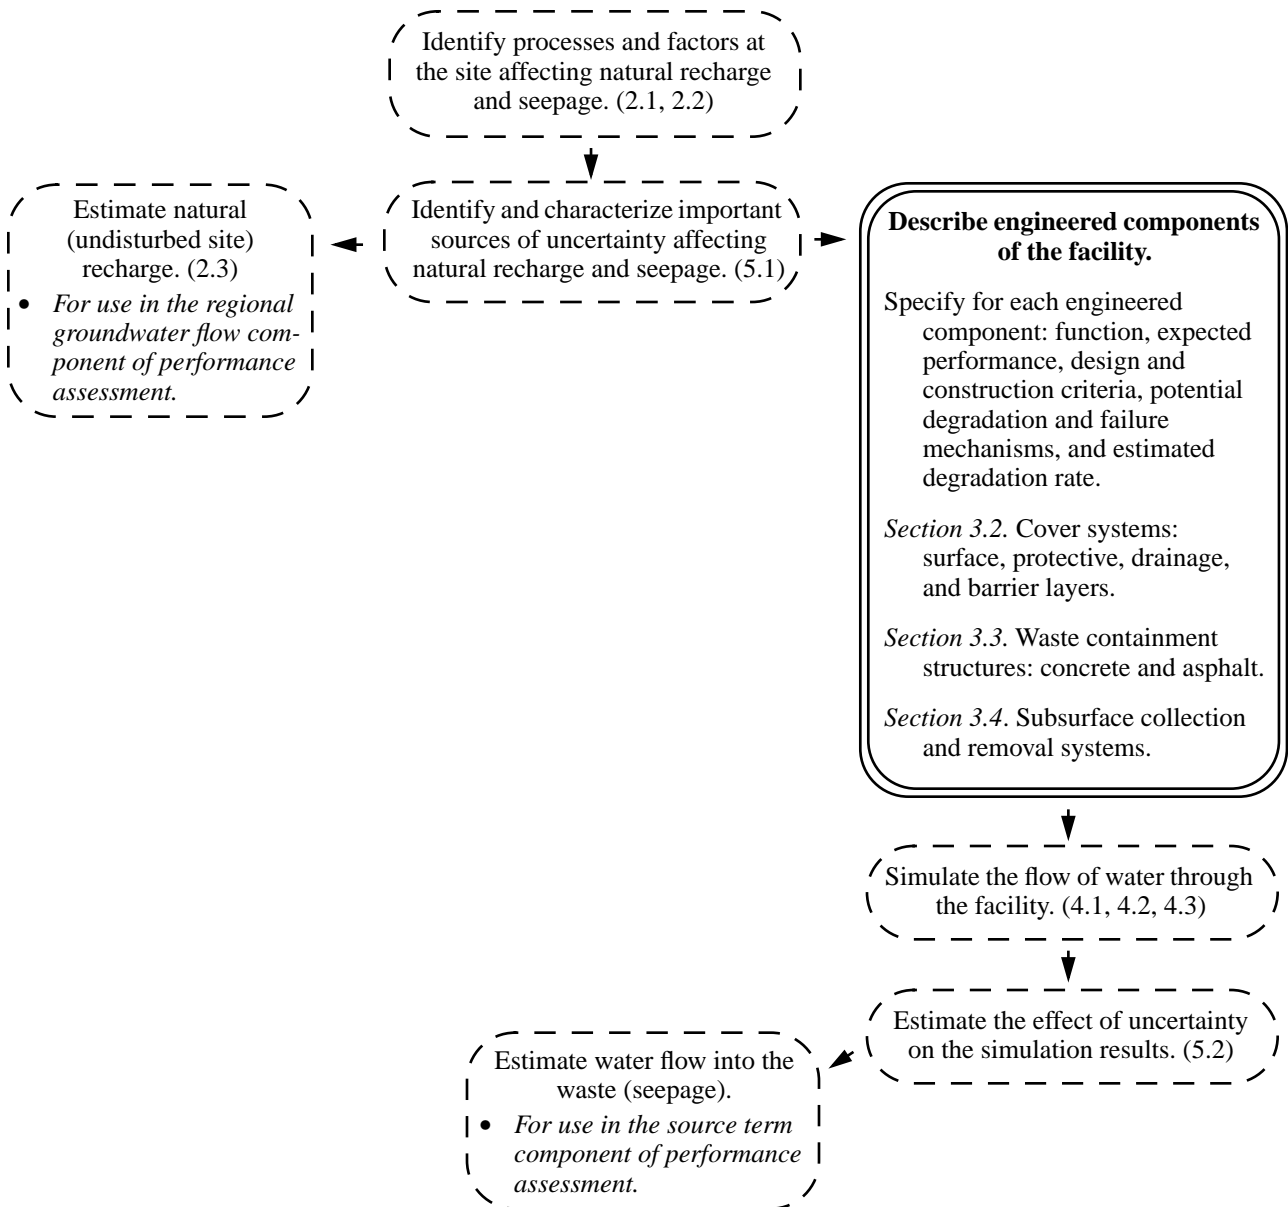 Identify processes and factors at
the site affecting natural recharge
and seepage. (2.1, 2.2)
Identify and characterize important
sources of uncertainty affecting
natural recharge and seepage. (5.1)
Estimate natural
(undisturbed site)
recharge. (2.3)
• For use in the regional
groundwater flow com-
ponent of performance
assessment.
Describe engineered components
of the facility.
Specify for each engineered
component: function, expected
performance, design and
construction criteria, potential
degradation and failure
mechanisms, and estimated
degradation rate.
Section 3.2. Cover systems:
surface, protective, drainage,
and barrier layers.
Section 3.3. Waste containment
structures: concrete and asphalt.
Section 3.4. Subsurface collection
and removal systems.
Simulate the flow of water through
the facility. (4.1, 4.2, 4.3)
Estimate the effect of uncertainty
on the simulation results. (5.2)
Estimate water flow into the
waste (seepage).
• For use in the source term
component of performance
assessment.